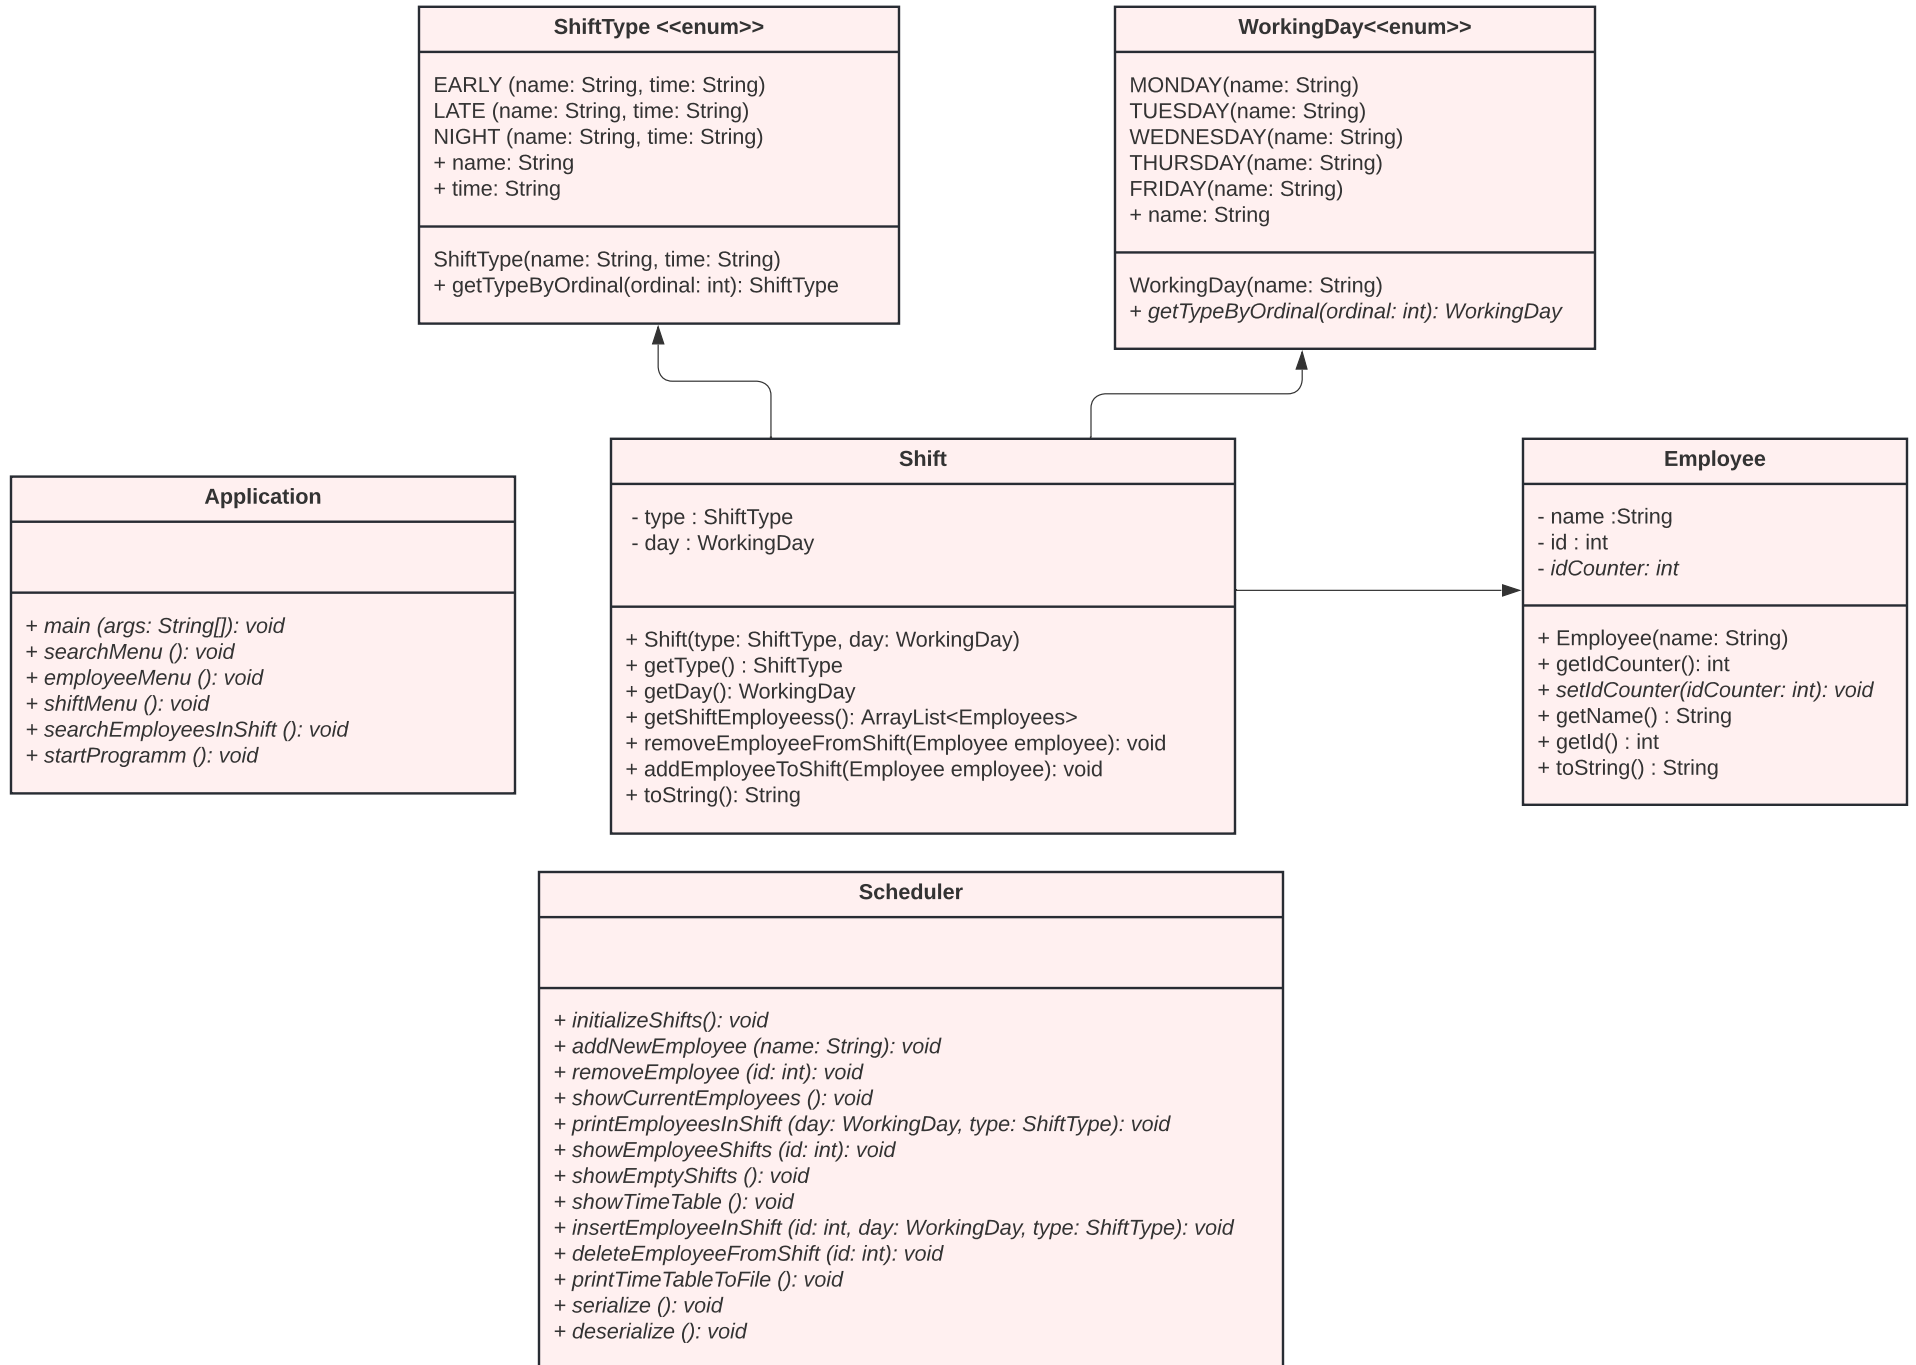 ShiftType <<enum>>
EARLY (name: String, time: String)
LATE (name: String, time: String)
NIGHT (name: String, time: String)
+ name: String
+ time: String
ShiftType(name: String, time: String)
+ getTypeByOrdinal(ordinal: int): ShiftType
WorkingDay<<enum>>
MONDAY(name: String)
TUESDAY(name: String)
WEDNESDAY(name: String)
THURSDAY(name: String)
FRIDAY(name: String)
+ name: String
WorkingDay(name: String)
+ getTypeByOrdinal(ordinal: int): WorkingDay
Application
+ main (args: String[]): void
+ searchMenu (): void
+ employeeMenu (): void
+ shiftMenu (): void
+ searchEmployeesInShift (): void
+ startProgramm (): void
Shift
- type : ShiftType
- day : WorkingDay
+ Shift(type: ShiftType, day: WorkingDay)
+ getType() : ShiftType
+ getDay(): WorkingDay
+ getShiftEmployeess(): ArrayList<Employees>
+ removeEmployeeFromShift(Employee employee): void
+ addEmployeeToShift(Employee employee): void
+ toString(): String
Employee
- name :String
- id : int
- idCounter: int
+ Employee(name: String)
+ getIdCounter(): int
+ setIdCounter(idCounter: int): void
+ getName() : String
+ getId() : int
+ toString() : String
Scheduler
+ initializeShifts(): void
+ addNewEmployee (name: String): void
+ removeEmployee (id: int): void
+ showCurrentEmployees (): void
+ printEmployeesInShift (day: WorkingDay, type: ShiftType): void
+ showEmployeeShifts (id: int): void
+ showEmptyShifts (): void
+ showTimeTable (): void
+ insertEmployeeInShift (id: int, day: WorkingDay, type: ShiftType): void
+ deleteEmployeeFromShift (id: int): void
+ printTimeTableToFile (): void
+ serialize (): void
+ deserialize (): void